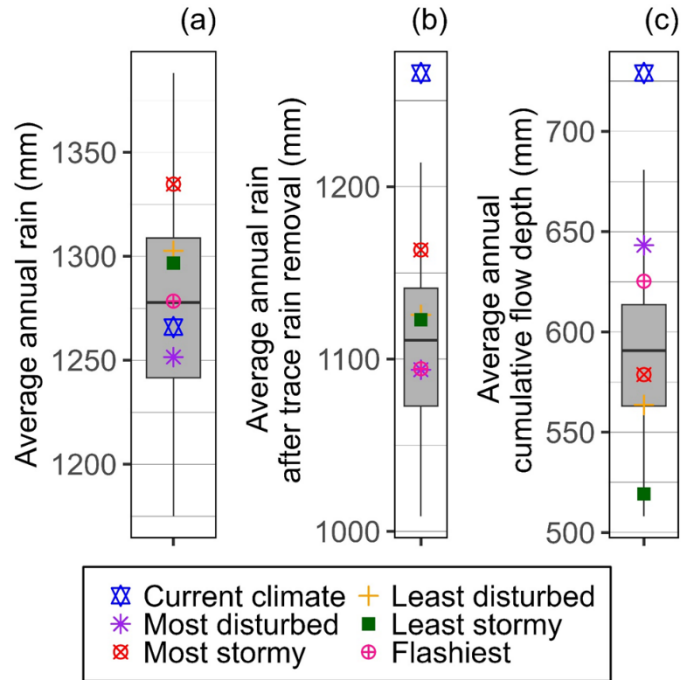 (a)
(b)
(c)
Average annual rain (mm)
1350
1300
1250
1200
Average annual rain
after trace rain removal (mm)
1200
1100
1000
Average annual
cumulative flow depth (mm)
700
650
600
550
500
Current climate
Least disturbed
Most disturbed
Least stormy
Most stormy
Flashiest